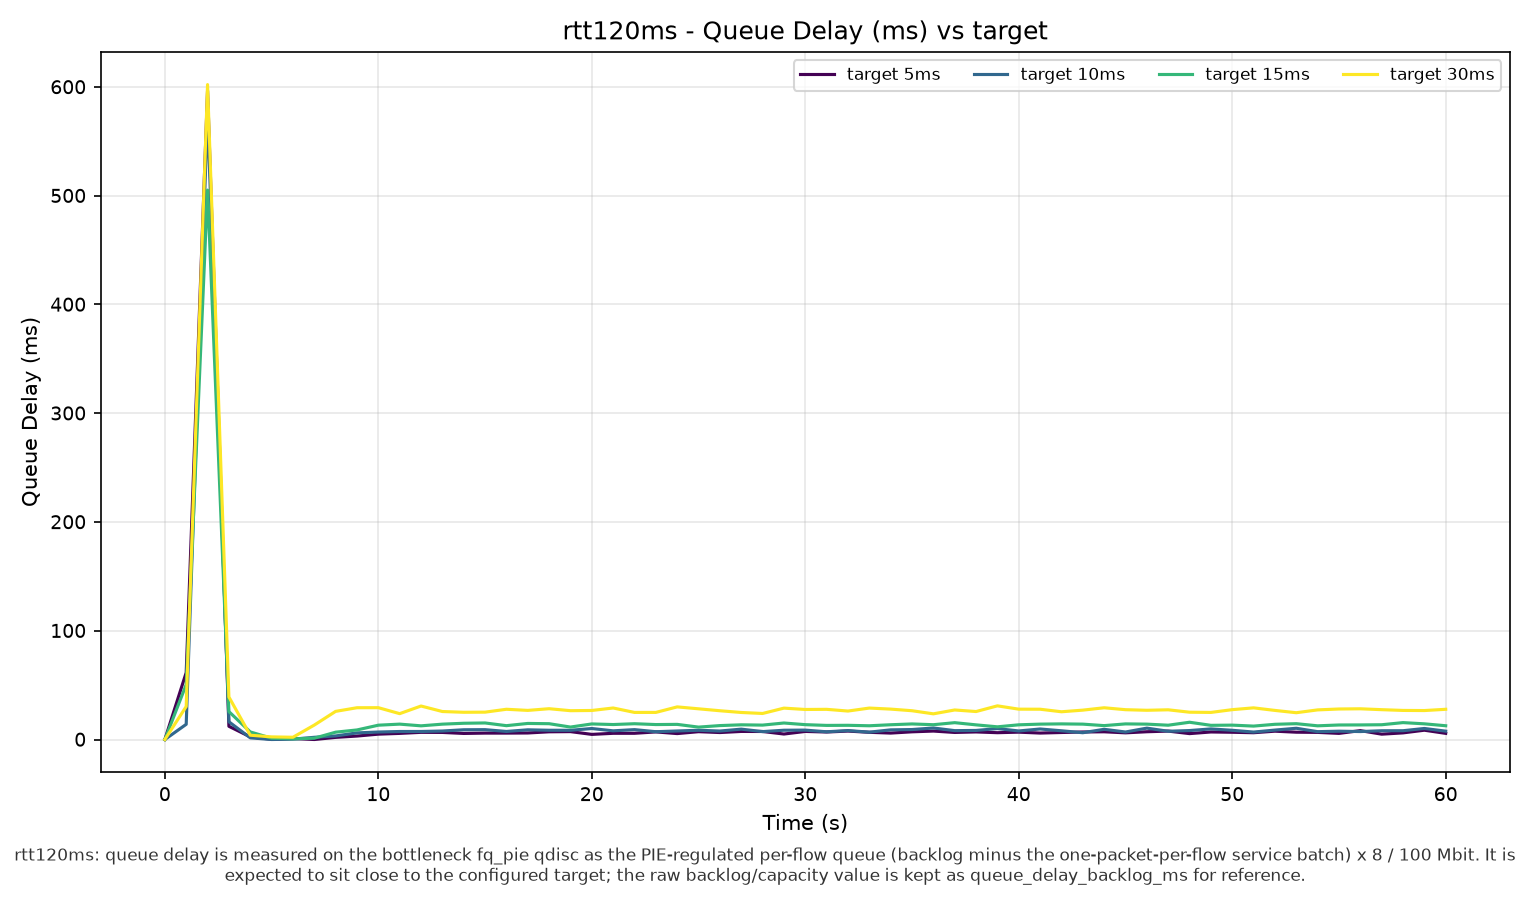 rtt120ms - Queue Delay (ms) vs target
target 5ms
target 10ms
target 15ms
target 30ms
Queue Delay (ms)
600
500
400
300
200
100
0
0 10 20 30 40 50 60
Time (s)
rtt120ms: queue delay is measured on the bottleneck fq_pie qdisc as the PIE-regulated per-flow queue (backlog minus the one-packet-per-flow service batch) x 8 / 100 Mbit. It is
expected to sit close to the configured target; the raw backlog/capacity value is kept as queue_delay_backlog_ms for reference.